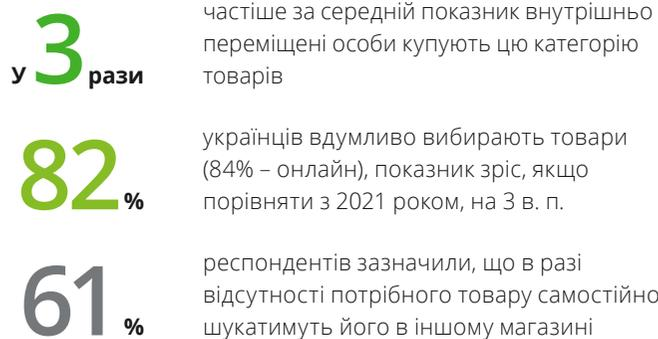 У 3 рази
частіше за середній показник внутрішньо
переміщені особи купують цю категорію
товарів
82 %
українців вдумливо вибирають товари
(84% – онлайн), показник зріс, якщо
порівняти з 2021 роком, на 3 в. п.
61 %
респондентів зазначили, що в разі
відсутності потрібного товару самостійно
шукатимуть його в іншому магазині